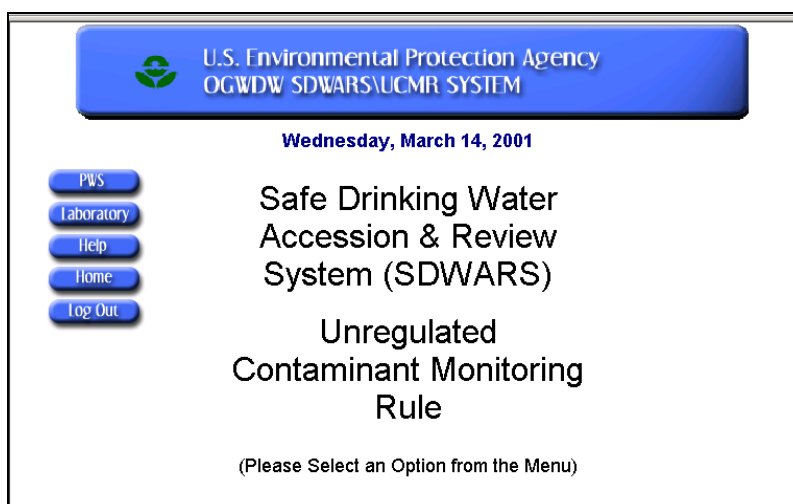 U.S. Environmental Protection Agency
OGWDW SDWARS\UCMR SYSTEM
Wednesday, March 14, 2001
PWS
Laboratory
Help
Home
Log Out
Safe Drinking Water
Accession & Review
System (SDWARS)
Unregulated
Contaminant Monitoring
Rule
(Please Select an Option from the Menu)